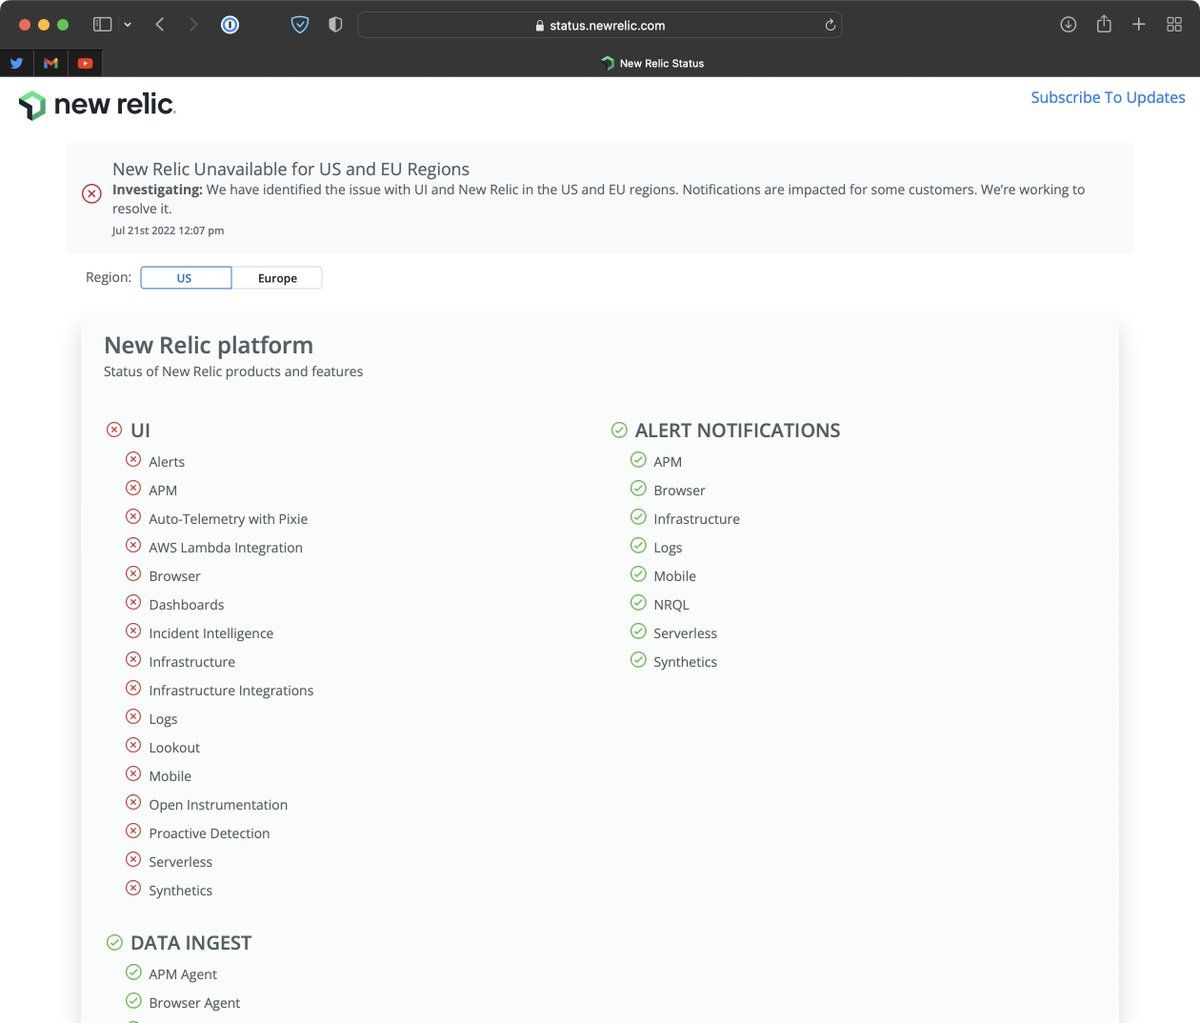 status.newrelic.com
New Relic Status
new relic.
Subscribe To Updates
New Relic Unavailable for US and EU Regions
Investigating: We have identified the issue with UI and New Relic in the US and EU regions. Notifications are impacted for some customers. We're working to
resolve it.
Jul 21st 2022 12:07 pm
Region: US Europe
New Relic platform
Status of New Relic products and features
UI
Alerts
APM
Auto-Telemetry with Pixie
AWS Lambda Integration
Browser
Dashboards
Incident Intelligence
Infrastructure
Infrastructure Integrations
Logs
Lookout
Mobile
Open Instrumentation
Proactive Detection
Serverless
Synthetics
ALERT NOTIFICATIONS
APM
Browser
Infrastructure
Logs
Mobile
NRQL
Serverless
Synthetics
DATA INGEST
APM Agent
Browser Agent